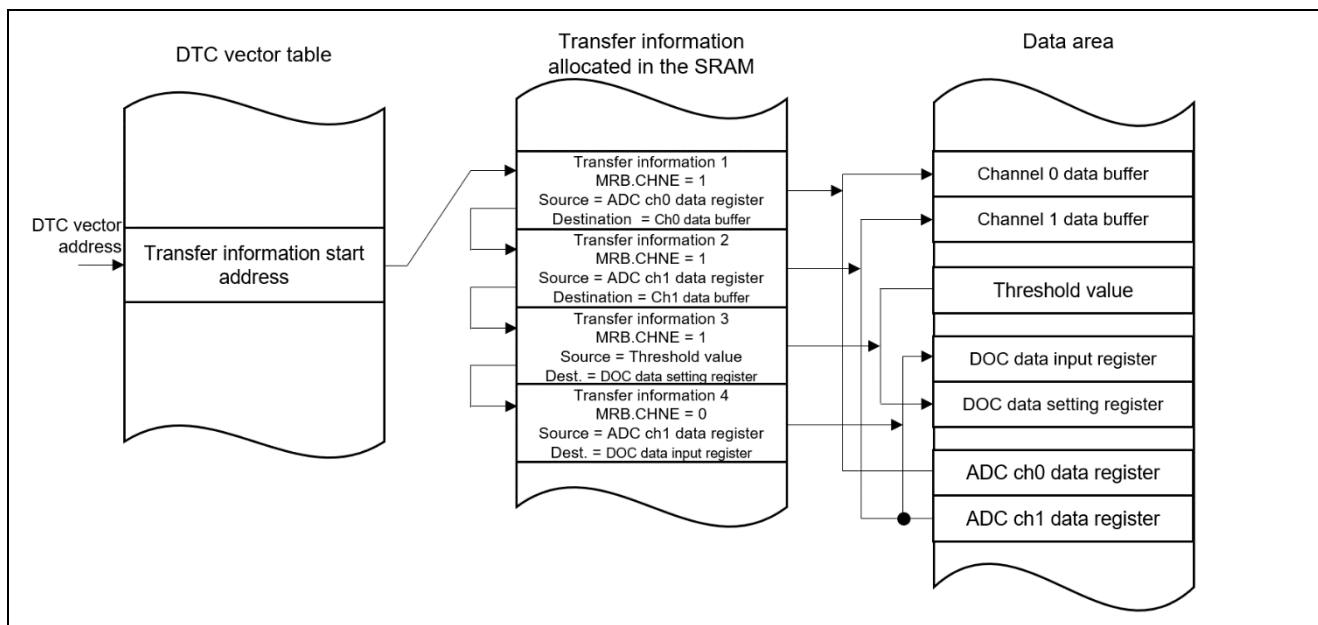 DTC vector table
DTC vector
address
Transfer information start
address
Transfer information
allocated in the SRAM
Transfer information 1
MRB.CHNE = 1
Source = ADC ch0 data register
Destination = Ch0 data buffer
Transfer information 2
MRB.CHNE = 1
Source = ADC ch1 data register
Destination = Ch1 data buffer
Transfer information 3
MRB.CHNE = 1
Source = Threshold value
Dest. = DOC data setting register
Transfer information 4
MRB.CHNE = 0
Source = ADC ch1 data register
Dest. = DOC data input register
Data area
Channel 0 data buffer
Channel 1 data buffer
Threshold value
DOC data input register
DOC data setting register
ADC ch0 data register
ADC ch1 data register